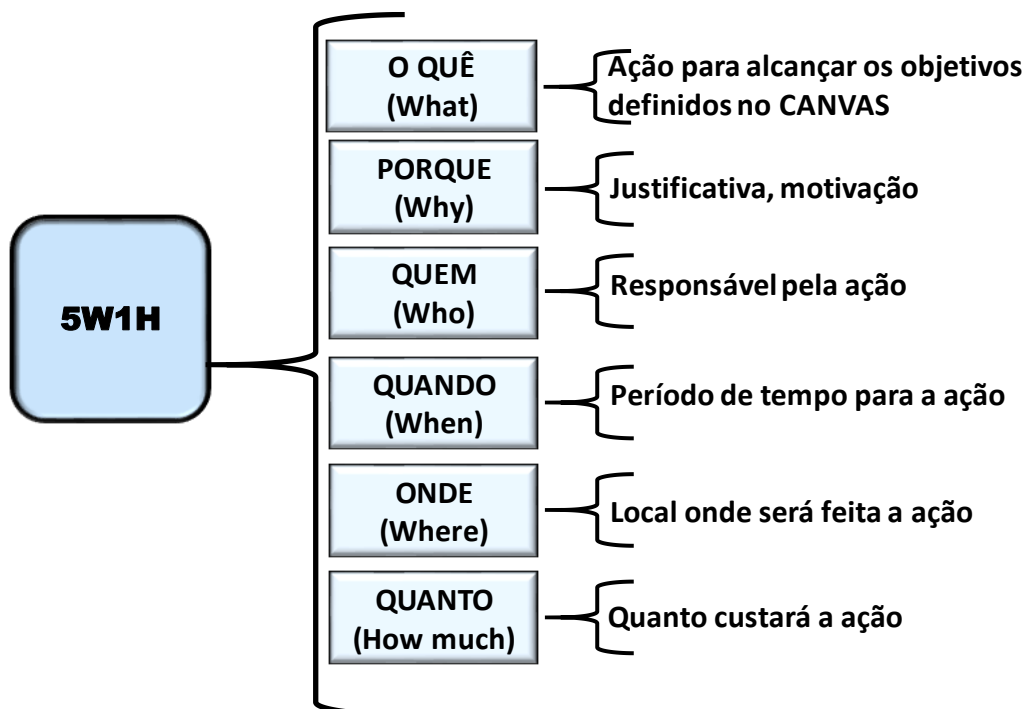 5W1H
O QUÊ
(What)
Ação para alcançar os objetivos
definidos no CANVAS
PORQUE
(Why)
Justificativa, motivação
QUEM
(Who)
Responsável pela ação
QUANDO
(When)
Período de tempo para a ação
ONDE
(Where)
Local onde será feita a ação
QUANTO
(How much)
Quanto custará a ação